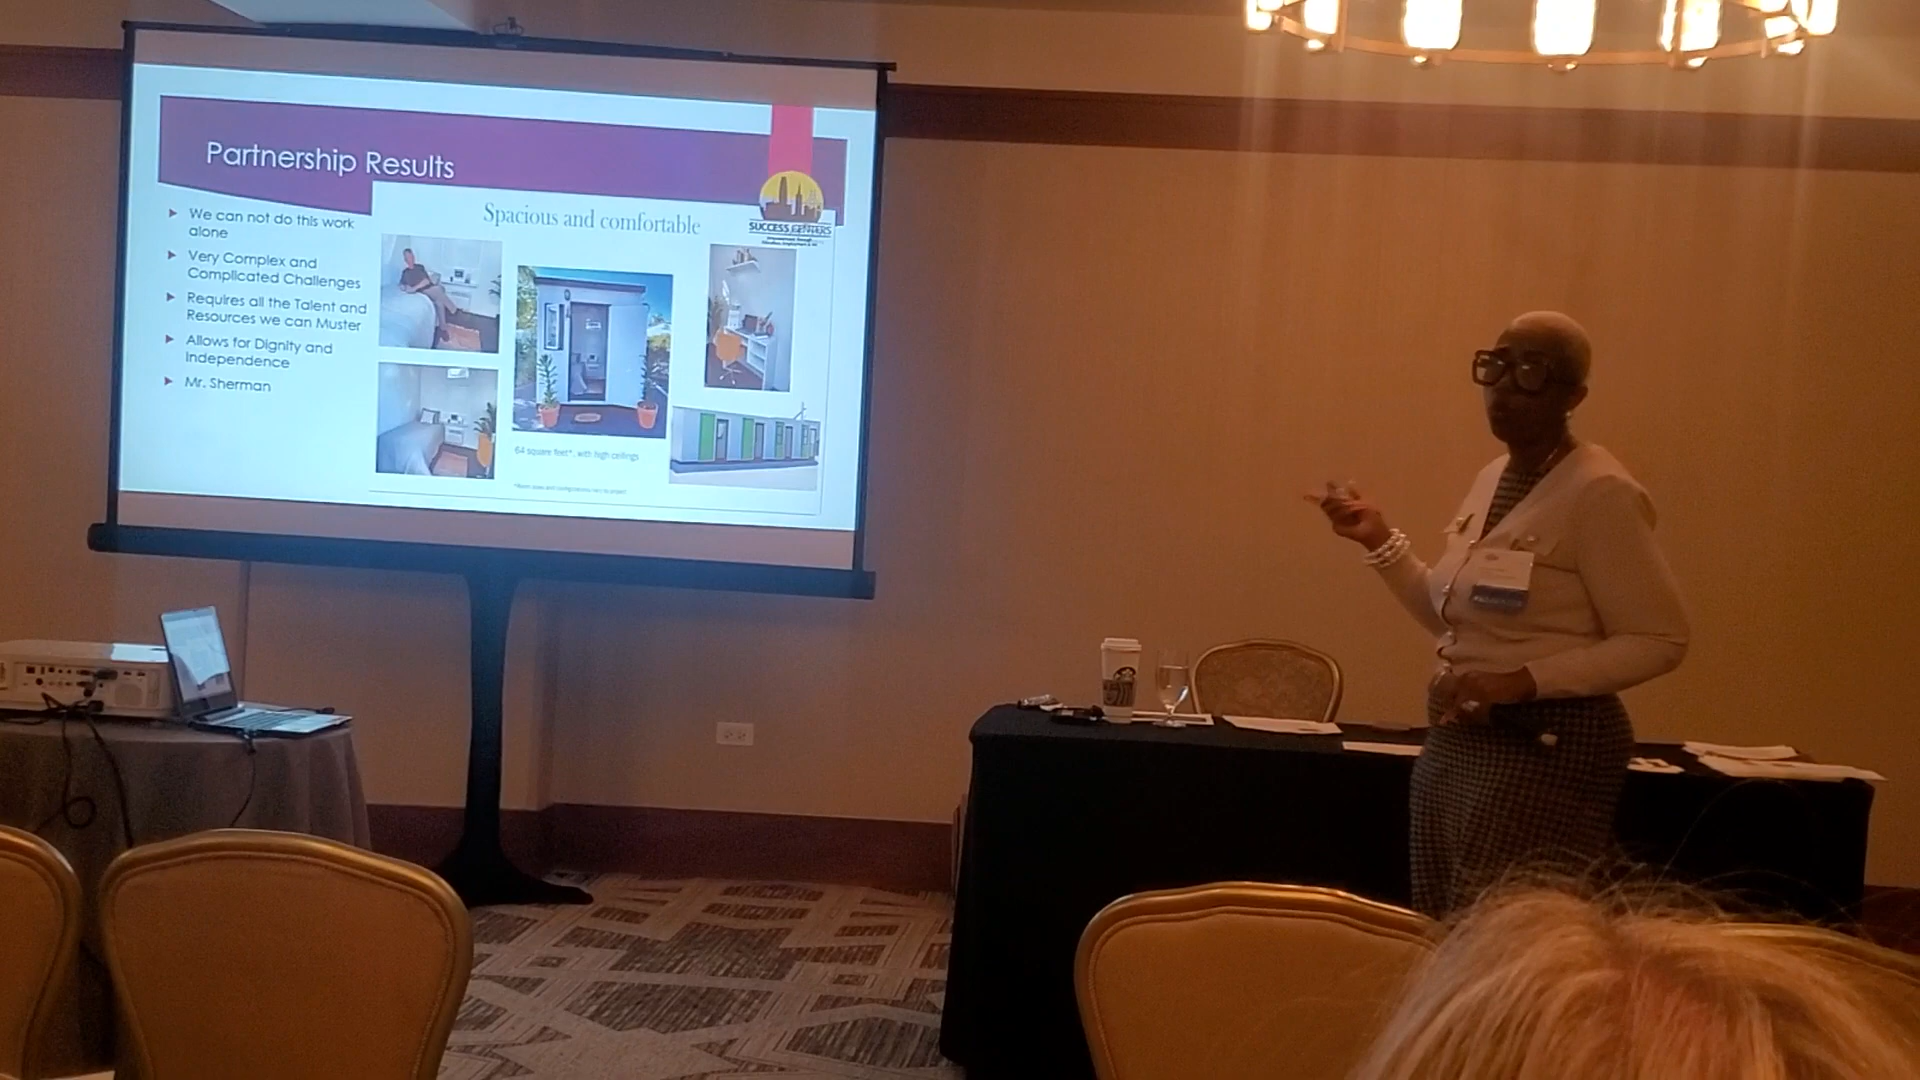 Partnership Results
We can not do this work
alone
Very Complex and
Complicated Challenges
Requires all the Talent and
Resources we can Muster
Allows for Dignity and
Independence
Mr. Sherman
Spacious and comfortable
SUCCESS CENTERS
64 square feet*, with high ceilings